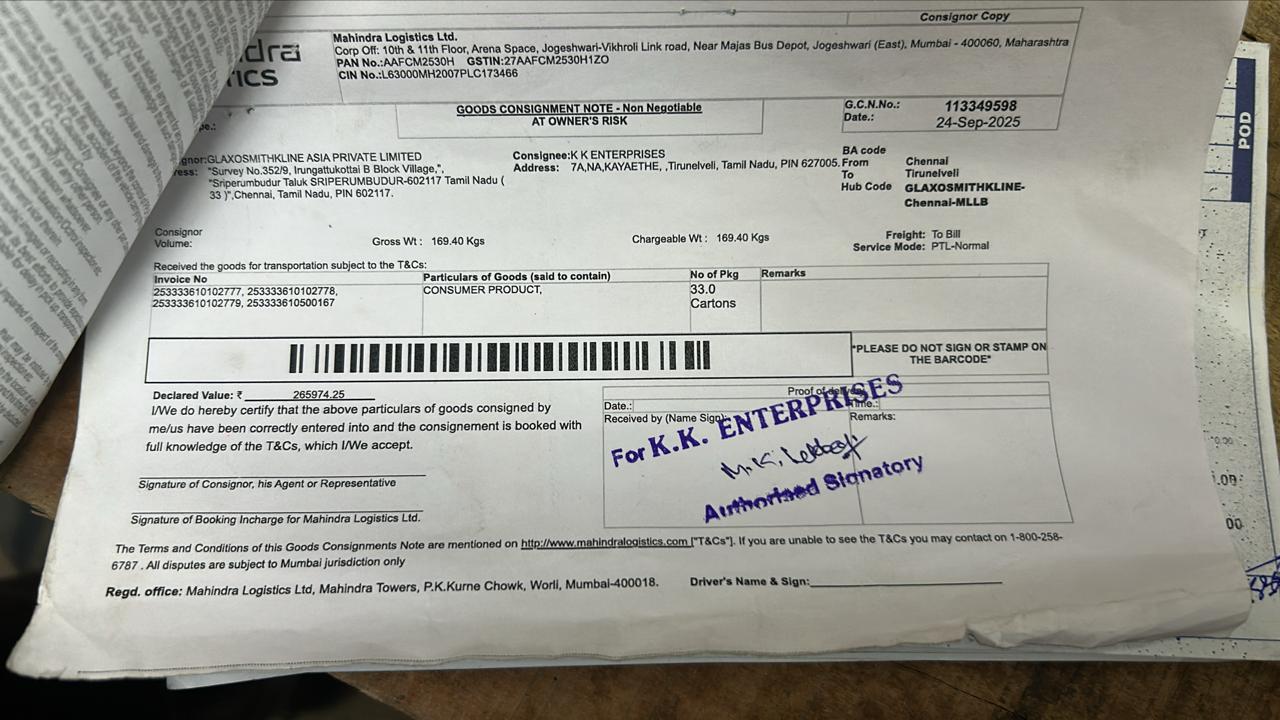 Consignor Copy
dra
ICS
Mahindra Logistics Ltd.
Corp Off: 10th & 11th Floor, Arena Space, Jogeshwari-Vikhroli Link road, Near Majas Bus Depot, Jogeshwari (East), Mumbai - 400060, Maharashtra
PAN No.:AAFCM2530H GSTIN:27AAFCM2530H1ZO
CIN No.:L63000MH2007PLC173466
GOODS CONSIGNMENT NOTE - Non Negotiable
AT OWNER'S RISK
G.C.N.No.: 113349598
Date.: 24-Sep-2025
pe.:
gnor:GLAXOSMITHKLINE ASIA PRIVATE LIMITED
ress: "Survey No.352/9, Irungattukottai B Block Village,",
"Sriperumbudur Taluk SRIPERUMBUDUR-602117 Tamil Nadu (
33 )",Chennai, Tamil Nadu, PIN 602117.
Consignee:K K ENTERPRISES
Address: 7A,NA,KAYAETHE, ,Tirunelveli, Tamil Nadu, PIN 627005.
BA code
From Chennai
To Tirunelveli
Hub Code GLAXOSMITHKLINE-
Chennai-MLLB
Consignor
Volume:
Gross Wt : 169.40 Kgs
Chargeable Wt : 169.40 Kgs
Freight: To Bill
Service Mode: PTL-Normal
Received the goods for transportation subject to the T&Cs:
Invoice No Particulars of Goods (said to contain) No of Pkg Remarks
253333610102777, 253333610102778, CONSUMER PRODUCT, 33.0
253333610102779, 253333610500167 Cartons
*PLEASE DO NOT SIGN OR STAMP ON
THE BARCODE*
Declared Value: ₹ 265974.25
I/We do hereby certify that the above particulars of goods consigned by
me/us have been correctly entered into and the consignement is booked with
full knowledge of the T&Cs, which I/We accept.
Signature of Consignor, his Agent or Representative
Signature of Booking Incharge for Mahindra Logistics Ltd.
Proof of delivery
Date.: Time.:
Received by (Name Sign): Remarks:
For K.K. ENTERPRISES
M.K.
Authorised Signatory
The Terms and Conditions of this Goods Consignments Note are mentioned on http://www.mahindralogistics.com ["T&Cs"]. If you are unable to see the T&Cs you may contact on 1-800-258-
6787 . All disputes are subject to Mumbai jurisdiction only
Regd. office: Mahindra Logistics Ltd, Mahindra Towers, P.K.Kurne Chowk, Worli, Mumbai-400018. Driver's Name & Sign:
POD